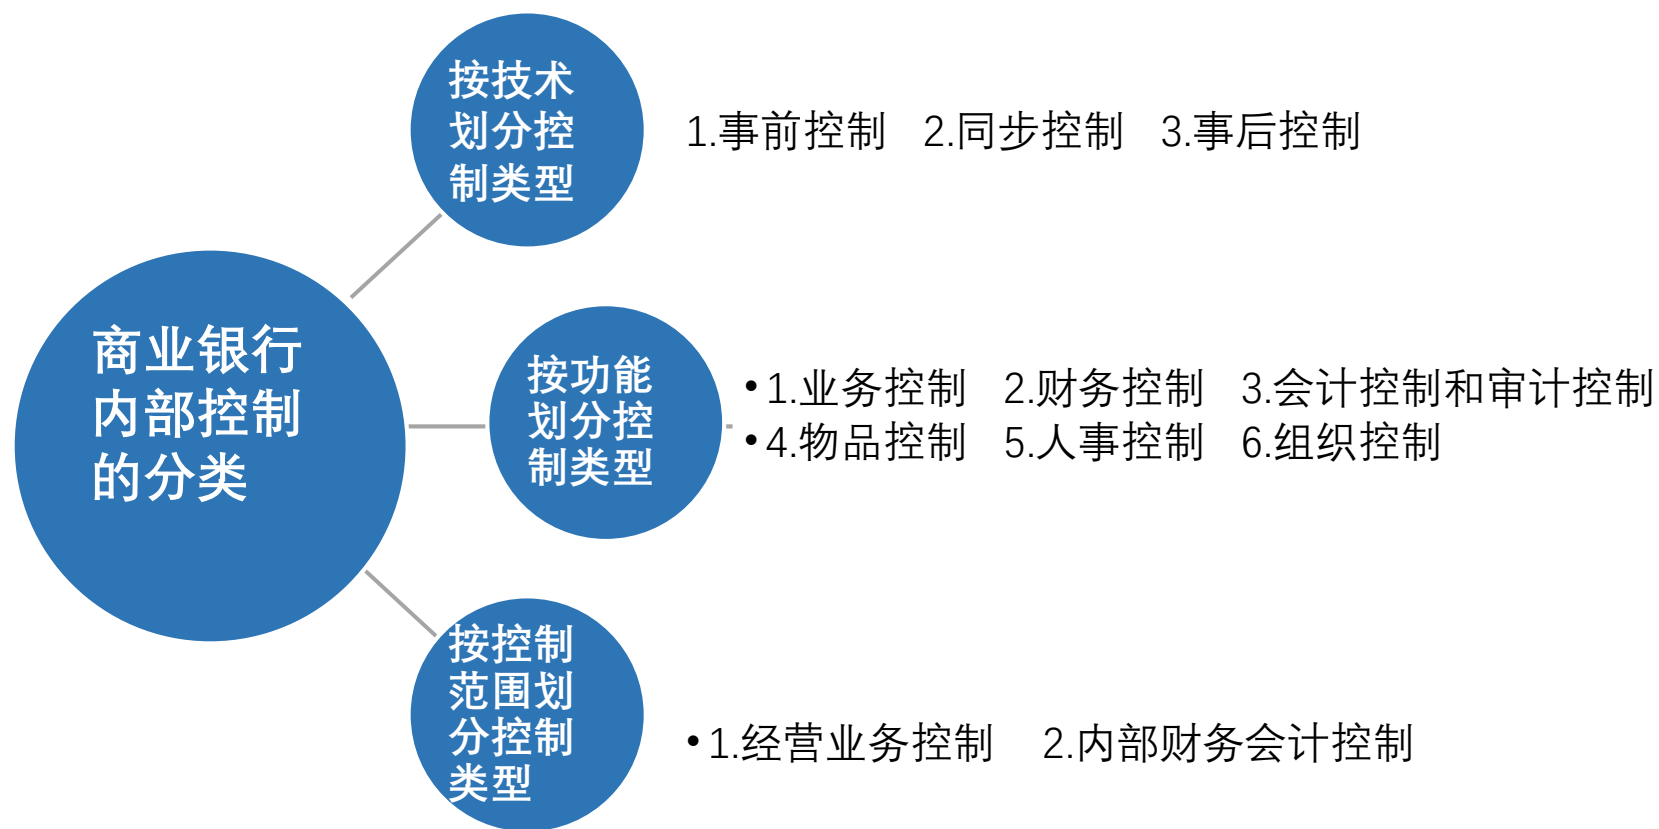 商业银行
内部控制
的分类
按技术
划分控
制类型
1.事前控制 2.同步控制 3.事后控制
按功能
划分控
制类型
•1.业务控制 2.财务控制 3.会计控制和审计控制
•4.物品控制 5.人事控制 6.组织控制
按控制
范围划
分控制
类型
•1.经营业务控制 2.内部财务会计控制